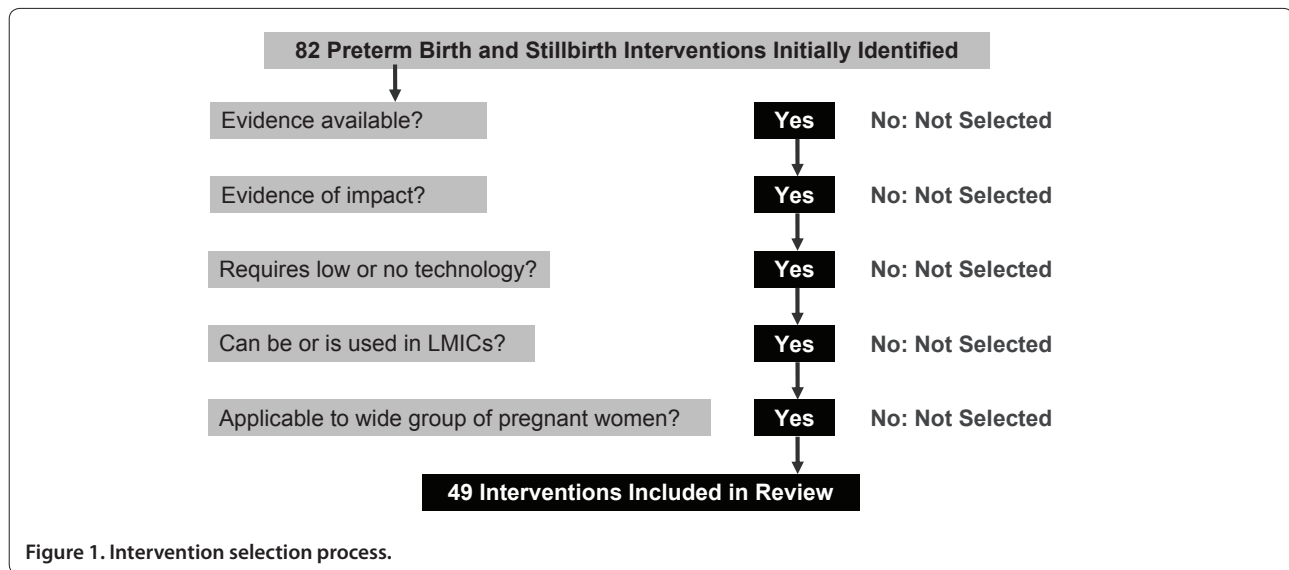 82 Preterm Birth and Stillbirth Interventions Initially Identified
Evidence available? Yes No: Not Selected
Evidence of impact? Yes No: Not Selected
Requires low or no technology? Yes No: Not Selected
Can be or is used in LMICs? Yes No: Not Selected
Applicable to wide group of pregnant women? Yes No: Not Selected
49 Interventions Included in Review
Figure 1. Intervention selection process.